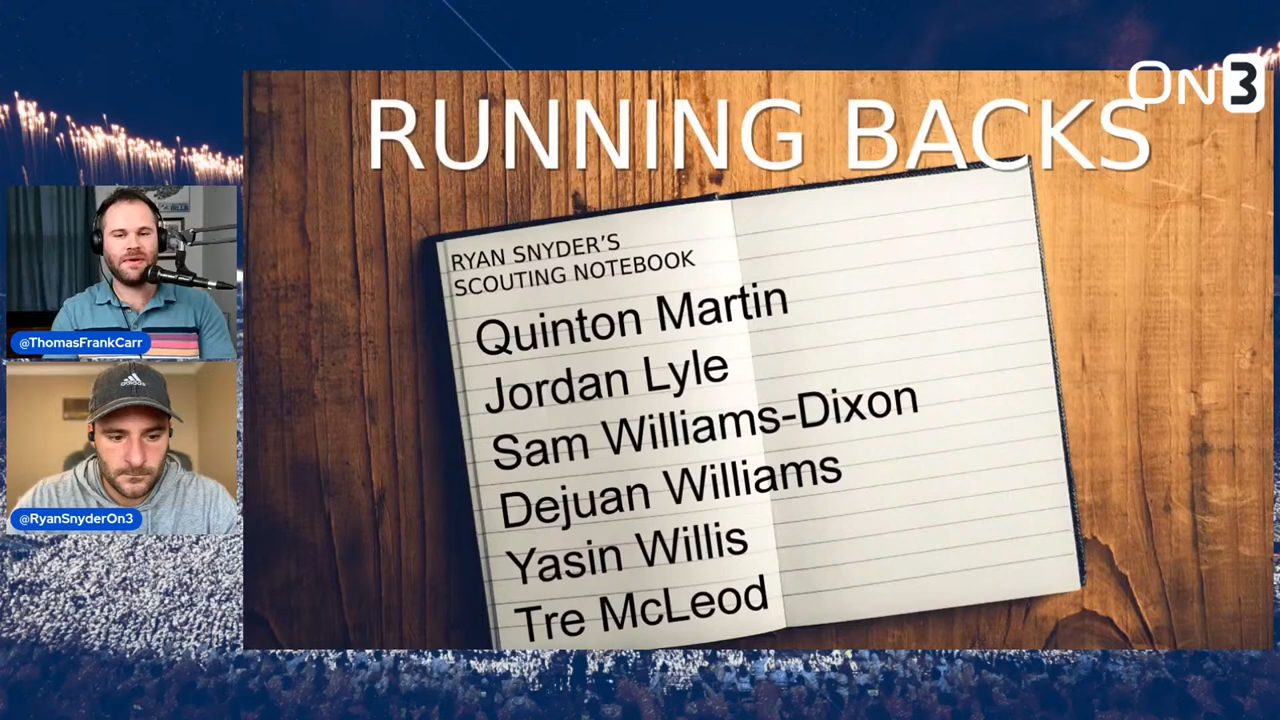 RUNNING BACKS
ON3
RYAN SNYDER'S
SCOUTING NOTEBOOK
Quinton Martin
Jordan Lyle
Sam Williams-Dixon
Dejuan Williams
Yasin Willis
Tre McLeod
@ThomasFrankCarr
adidas
@RyanSnyderOn3